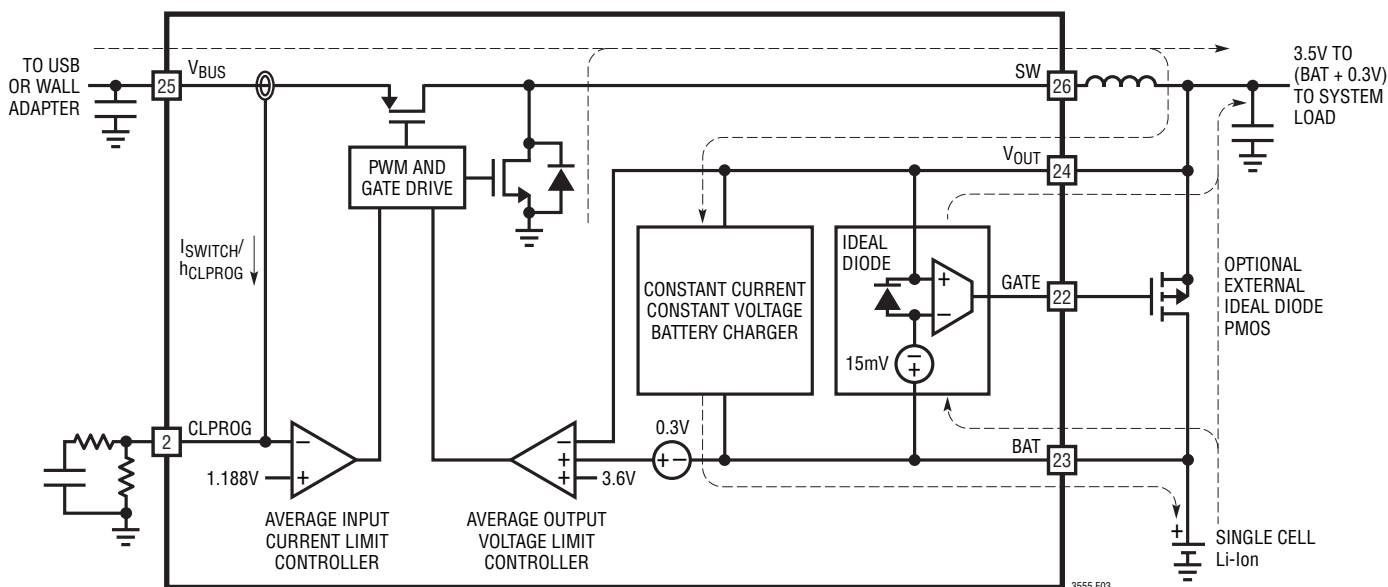 TO USB
OR WALL
ADAPTER
25
VBUS
SW
26
3.5V TO
(BAT + 0.3V)
TO SYSTEM
LOAD
PWM AND
GATE DRIVE
VOUT
24
ISWITCH/
hCLPROG
CONSTANT CURRENT
CONSTANT VOLTAGE
BATTERY CHARGER
IDEAL
DIODE
+
−
15mV
−
+
GATE
22
OPTIONAL
EXTERNAL
IDEAL DIODE
PMOS
2
CLPROG
−
1.188V
+
AVERAGE INPUT
CURRENT LIMIT
CONTROLLER
−
+
+
3.6V
AVERAGE OUTPUT
VOLTAGE LIMIT
CONTROLLER
0.3V
+ −
BAT
23
+
SINGLE CELL
Li-Ion
3555 F03